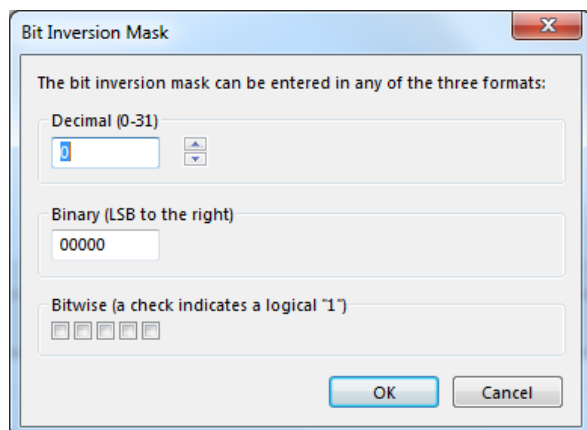 Bit Inversion Mask
The bit inversion mask can be entered in any of the three formats:
Decimal (0-31)
0
Binary (LSB to the right)
00000
Bitwise (a check indicates a logical "1")
OK Cancel